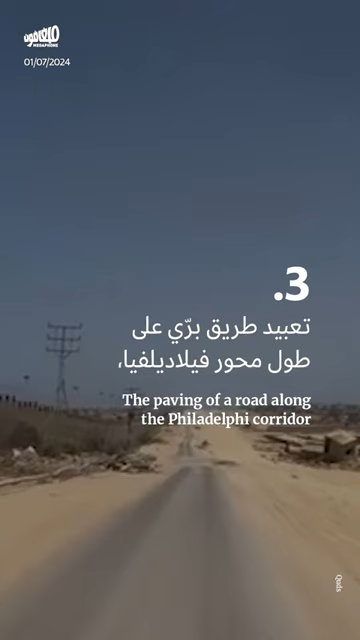 ميغافون
MEGAPHONE
01/07/2024
3.
تعبيد طريق برّي على
طول محور فيلاديلفيا،
The paving of a road along
the Philadelphi corridor
Quds